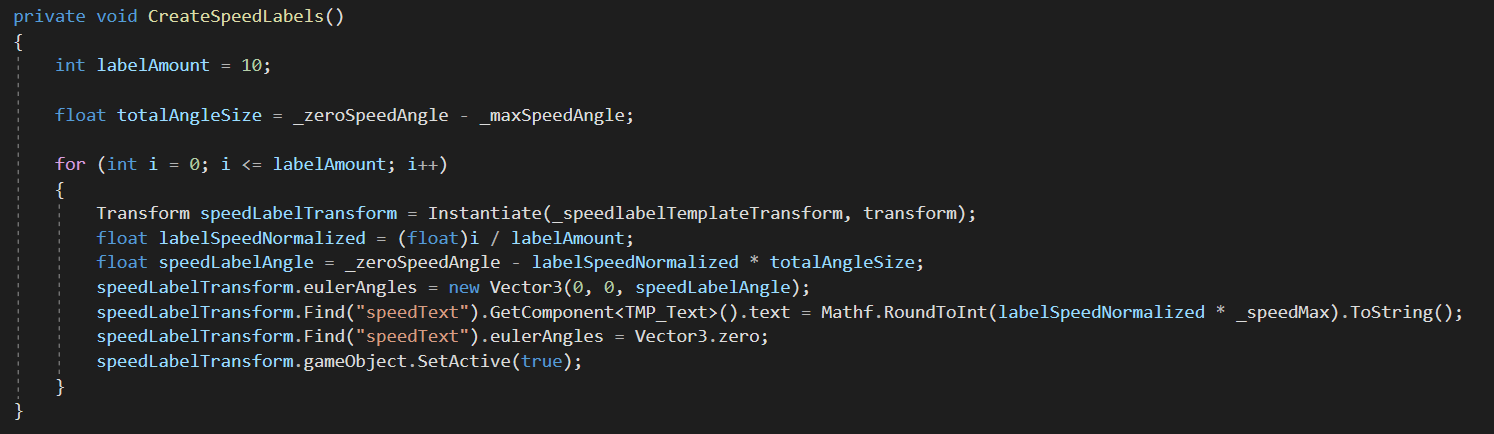 private void CreateSpeedLabels()
{
    int labelAmount = 10;

    float totalAngleSize = _zeroSpeedAngle - _maxSpeedAngle;

    for (int i = 0; i <= labelAmount; i++)
    {
        Transform speedLabelTransform = Instantiate(_speedlabelTemplateTransform, transform);
        float labelSpeedNormalized = (float)i / labelAmount;
        float speedLabelAngle = _zeroSpeedAngle - labelSpeedNormalized * totalAngleSize;
        speedLabelTransform.eulerAngles = new Vector3(0, 0, speedLabelAngle);
        speedLabelTransform.Find("speedText").GetComponent<TMP_Text>().text = Mathf.RoundToInt(labelSpeedNormalized * _speedMax).ToString();
        speedLabelTransform.Find("speedText").eulerAngles = Vector3.zero;
        speedLabelTransform.gameObject.SetActive(true);
    }
}